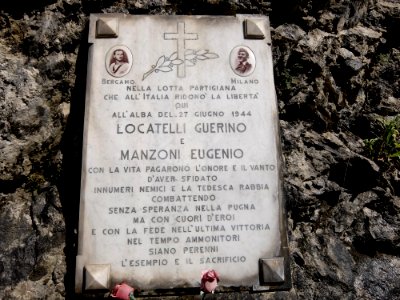 BERGAMO MILANO
NELLA LOTTA PARTIGIANA
CHE ALL'ITALIA RIDONÒ LA LIBERTÀ
QUI
ALL'ALBA DEL 27 GIUGNO 1944
LOCATELLI GUERINO
E
MANZONI EUGENIO
CON LA VITA PAGARONO L'ONORE E IL VANTO
D'AVER SFIDATO
INNUMERI NEMICI E LA TEDESCA RABBIA
COMBATTENDO
SENZA SPERANZA NELLA PUGNA
MA CON CUORI D'EROI
E CON LA FEDE NELL'ULTIMA VITTORIA
NEL TEMPO AMMONITORI
SIANO PERENNI
L'ESEMPIO E IL SACRIFICIO